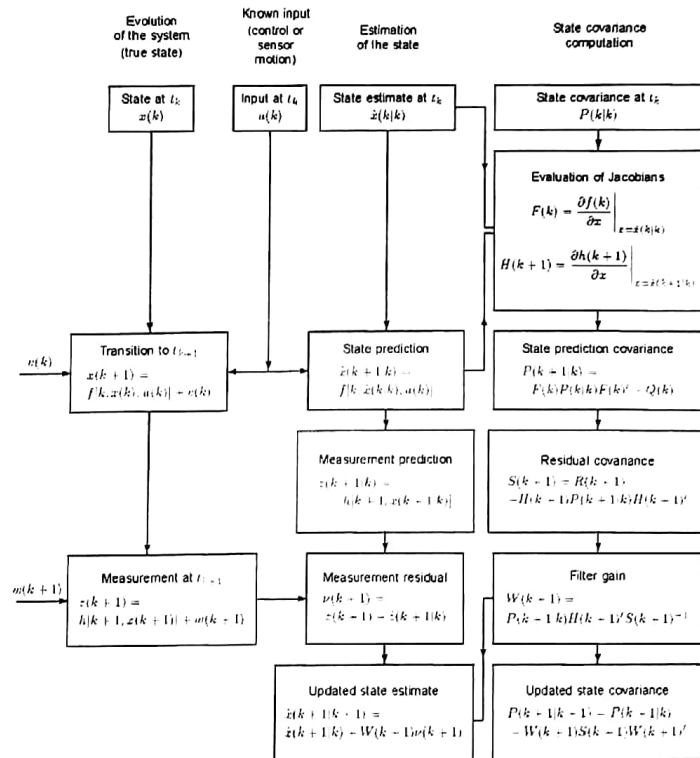 Evolution
of the system
(true state)
Known input
(control or
sensor
motion)
Estimation
of the state
State covariance
computation
State at t_k
x(k)
Input at t_k
u(k)
State estimate at t_k
x̂(k|k)
State covariance at t_k
P(k|k)
Evaluation of Jacobians
F(k) = ∂f(k)/∂x |x=x̂(k|k)
H(k+1) = ∂h(k+1)/∂x |x=x̂(k+1|k)
v(k)
Transition to t_k+1
x(k+1) =
f[k, x(k), u(k)] + v(k)
State prediction
x̂(k+1|k) =
f[k, x̂(k|k), u(k)]
State prediction covariance
P(k+1|k) =
F(k)P(k|k)F(k)' + Q(k)
Measurement prediction
ẑ(k+1|k) =
h[k+1, x̂(k+1|k)]
Residual covariance
S(k+1) = R(k+1)
+H(k+1)P(k+1|k)H(k+1)'
w(k+1)
Measurement at t_k+1
z(k+1) =
h[k+1, x(k+1)] + w(k+1)
Measurement residual
ν(k+1) =
z(k+1) − ẑ(k+1|k)
Filter gain
W(k+1) =
P(k+1|k)H(k+1)'S(k+1)⁻¹
Updated state estimate
x̂(k+1|k+1) =
x̂(k+1|k) + W(k+1)ν(k+1)
Updated state covariance
P(k+1|k+1) = P(k+1|k)
−W(k+1)S(k+1)W(k+1)'